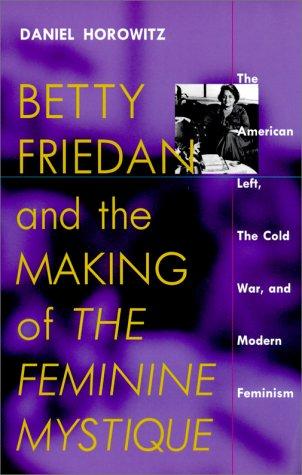 DANIEL HOROWITZ
BETTY
FRIEDAN
and the
MAKING
of THE
FEMININE
MYSTIQUE
The
American
Left,
The Cold
War, and
Modern
Feminism